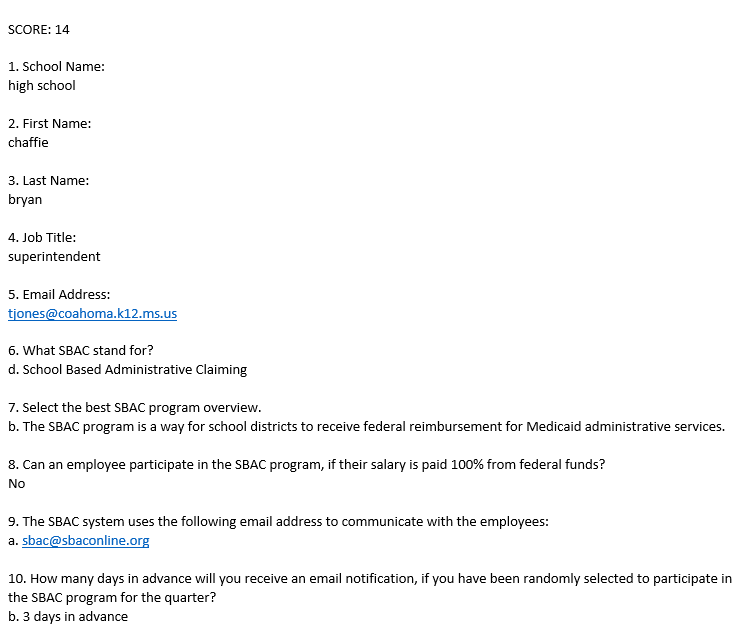 SCORE: 14
1. School Name:
high school
2. First Name:
chaffie
3. Last Name:
bryan
4. Job Title:
superintendent
5. Email Address:
tjones@coahoma.k12.ms.us
6. What SBAC stand for?
d. School Based Administrative Claiming
7. Select the best SBAC program overview.
b. The SBAC program is a way for school districts to receive federal reimbursement for Medicaid administrative services.
8. Can an employee participate in the SBAC program, if their salary is paid 100% from federal funds?
No
9. The SBAC system uses the following email address to communicate with the employees:
a. sbac@sbaconline.org
10. How many days in advance will you receive an email notification, if you have been randomly selected to participate in
the SBAC program for the quarter?
b. 3 days in advance